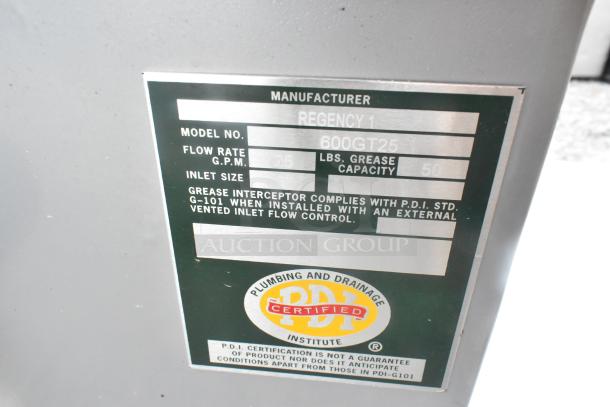 MANUFACTURER
REGENCY 1
MODEL NO. 600GT25
FLOW RATE G.P.M. 25 LBS. GREASE CAPACITY 50
INLET SIZE
GREASE INTERCEPTOR COMPLIES WITH P.D.I. STD.
G-101 WHEN INSTALLED WITH AN EXTERNAL
VENTED INLET FLOW CONTROL.
AUCTION GROUP
PLUMBING AND DRAINAGE
PDI
CERTIFIED
INSTITUTE
®
P.D.I. CERTIFICATION IS NOT A GUARANTEE
OF PRODUCT NOR DOES IT ANTICIPATE
CONDITIONS APART FROM THOSE IN PDI-G101